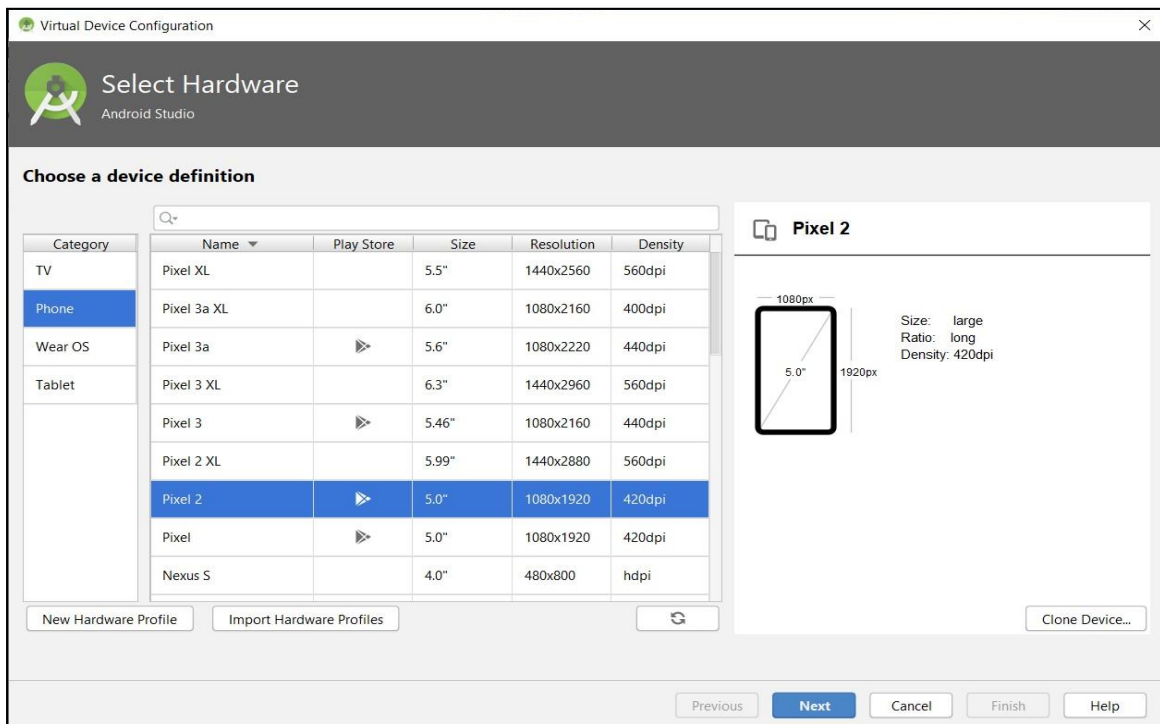 Virtual Device Configuration
Select Hardware
Android Studio
Choose a device definition
Category
TV
Phone
Wear OS
Tablet
Name Play Store Size Resolution Density
Pixel XL 5.5" 1440x2560 560dpi
Pixel 3a XL 6.0" 1080x2160 400dpi
Pixel 3a 5.6" 1080x2220 440dpi
Pixel 3 XL 6.3" 1440x2960 560dpi
Pixel 3 5.46" 1080x2160 440dpi
Pixel 2 XL 5.99" 1440x2880 560dpi
Pixel 2 5.0" 1080x1920 420dpi
Pixel 5.0" 1080x1920 420dpi
Nexus S 4.0" 480x800 hdpi
New Hardware Profile Import Hardware Profiles
Pixel 2
1080px
5.0"
1920px
Size: large
Ratio: long
Density: 420dpi
Clone Device...
Previous Next Cancel Finish Help